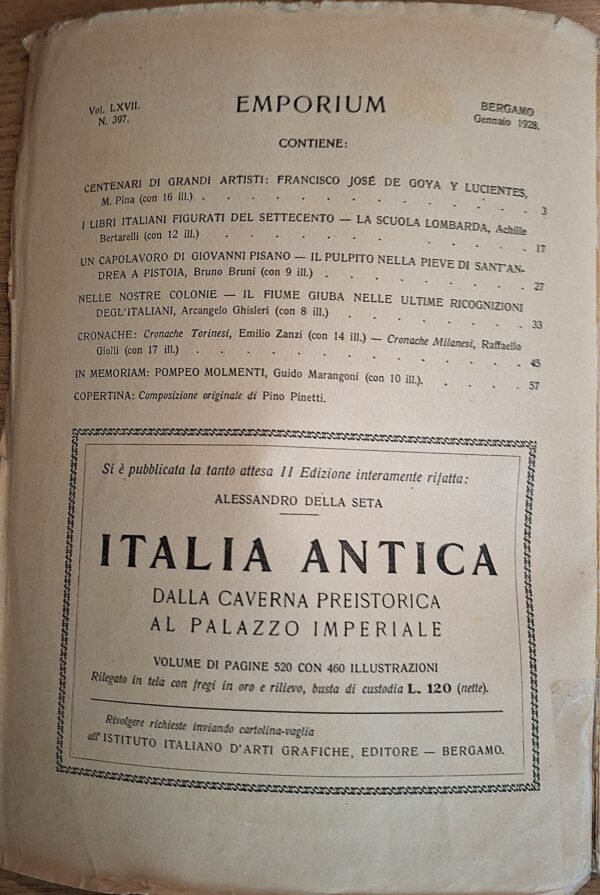 Vol. LXVII.
N. 397.
EMPORIUM
BERGAMO
Gennaio 1928.
CONTIENE:
CENTENARI DI GRANDI ARTISTI: FRANCISCO JOSÉ DE GOYA Y LUCIENTES,
M. Pina (con 16 ill.) . . . . . . . . . . . . 3
I LIBRI ITALIANI FIGURATI DEL SETTECENTO — LA SCUOLA LOMBARDA, Achille
Bertarelli (con 12 ill.) . . . . . . . . . . . 17
UN CAPOLAVORO DI GIOVANNI PISANO — IL PULPITO NELLA PIEVE DI SANT'AN-
DREA A PISTOIA, Bruno Bruni (con 9 ill.) . . . . . . 27
NELLE NOSTRE COLONIE — IL FIUME GIUBA NELLE ULTIME RICOGNIZIONI
DEGL'ITALIANI, Arcangelo Ghisleri (con 8 ill.) . . . . . 33
CRONACHE: Cronache Torinesi, Emilio Zanzi (con 14 ill.) — Cronache Milanesi, Raffaello
Giolli (con 17 ill.) . . . . . . . . . . . . 45
IN MEMORIAM: POMPEO MOLMENTI, Guido Marangoni (con 10 ill.). . . . . 57
COPERTINA: Composizione originale di Pino Pinetti.
Si è pubblicata la tanto attesa II Edizione interamente rifatta:
ALESSANDRO DELLA SETA
ITALIA ANTICA
DALLA CAVERNA PREISTORICA
AL PALAZZO IMPERIALE
VOLUME DI PAGINE 520 CON 460 ILLUSTRAZIONI
Rilegato in tela con fregi in oro e rilievo, busta di custodia L. 120 (nette).
Rivolgere richieste inviando cartolina-vaglia
all'ISTITUTO ITALIANO D'ARTI GRAFICHE, EDITORE — BERGAMO.